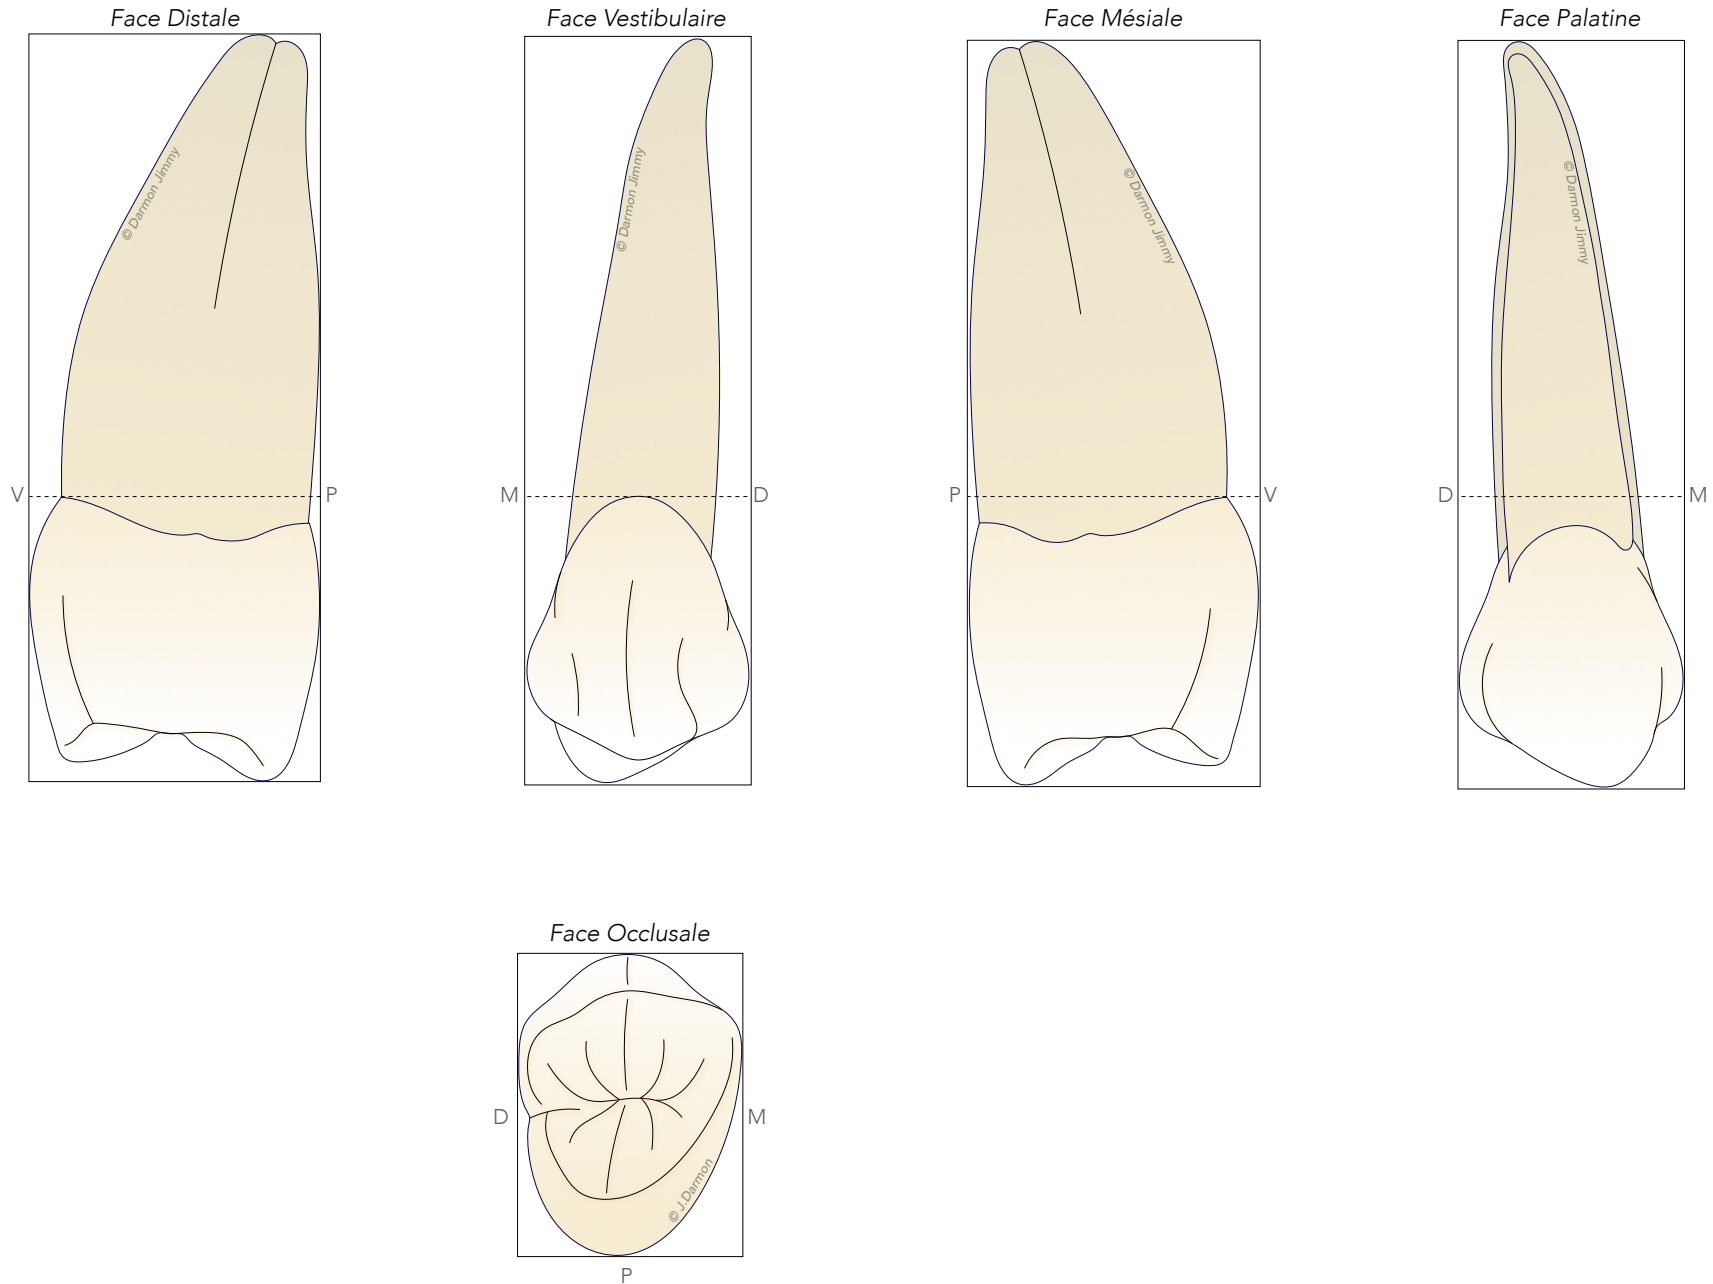 Face Distale
Face Vestibulaire
Face Mésiale
Face Palatine
© Darmon Jimmy
© Darmon Jimmy
© Darmon Jimmy
© Darmon Jimmy
V
P
M
D
P
V
D
M
Face Occlusale
D
M
© J.Darmon
P